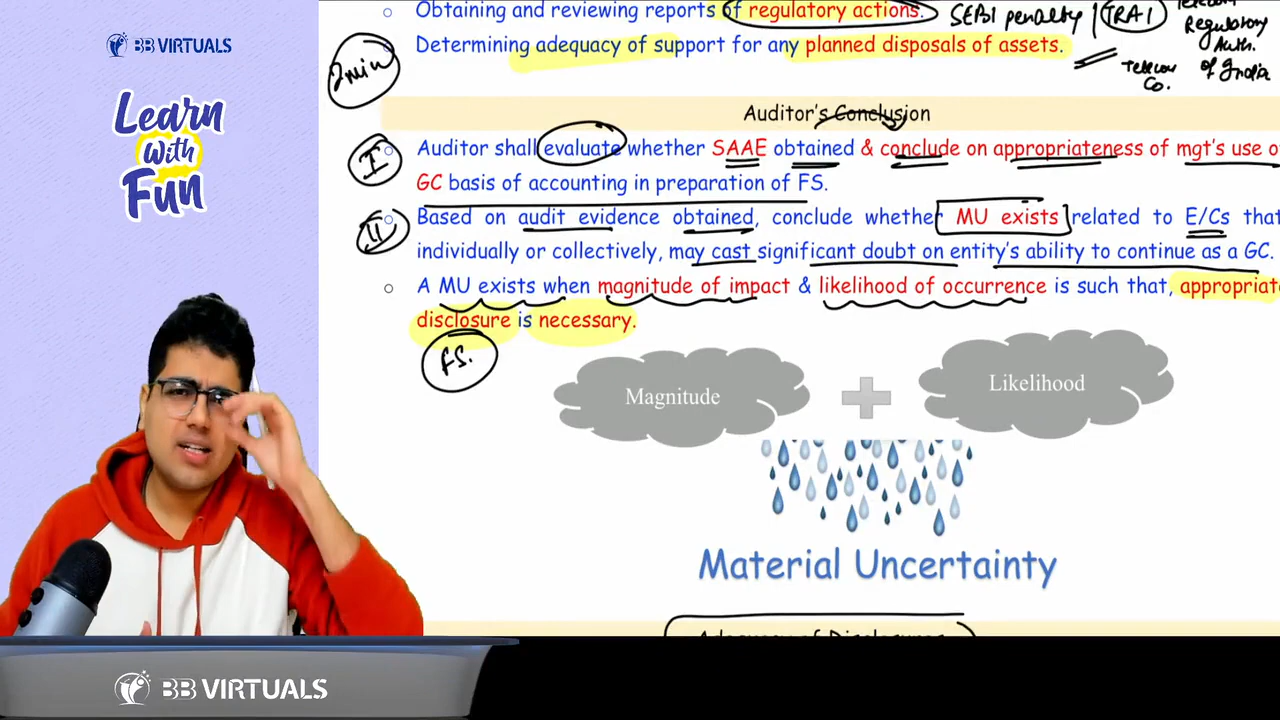 Obtaining and reviewing reports of regulatory actions. SEBI penalty / TRAI
Regulatory
Auth.
of India
Determining adequacy of support for any planned disposals of assets.
Telecom
Co.
2 min
BB VIRTUALS
Learn
With
Fun
Auditor's Conclusion
I Auditor shall evaluate whether SAAE obtained & conclude on appropriateness of mgt's use o
GC basis of accounting in preparation of FS.
II Based on audit evidence obtained, conclude whether MU exists related to E/Cs that
individually or collectively, may cast significant doubt on entity's ability to continue as a GC.
A MU exists when magnitude of impact & likelihood of occurrence is such that, appropriat
disclosure is necessary.
FS.
Magnitude
Likelihood
Material Uncertainty
BB VIRTUALS